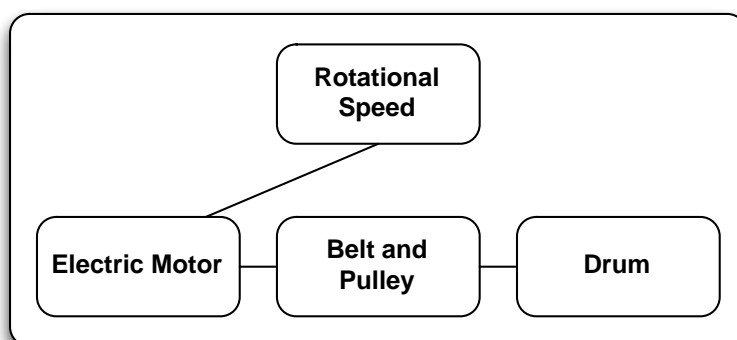 Rotational
Speed
Electric Motor
Belt and
Pulley
Drum